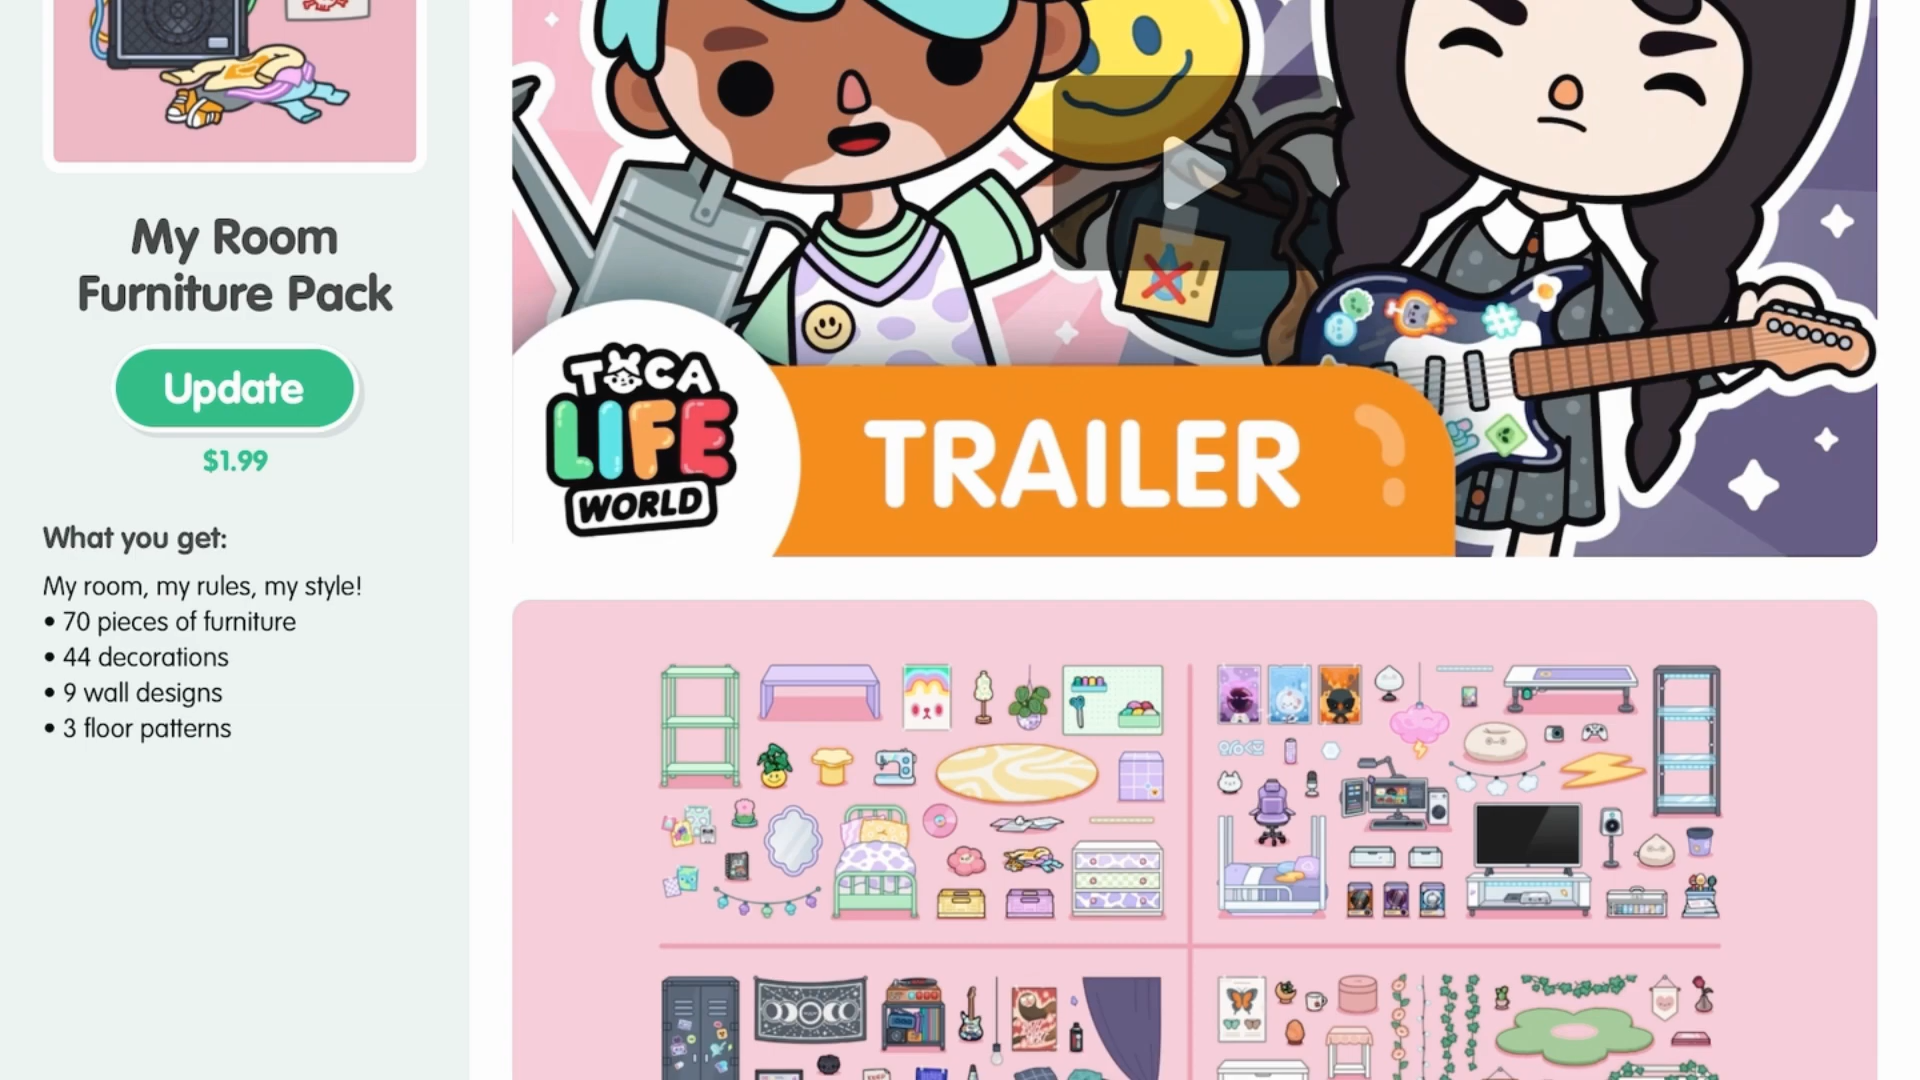 My Room
Furniture Pack
Update
$1.99
What you get:
My room, my rules, my style!
• 70 pieces of furniture
• 44 decorations
• 9 wall designs
• 3 floor patterns
TOCA
LIFE
WORLD
TRAILER